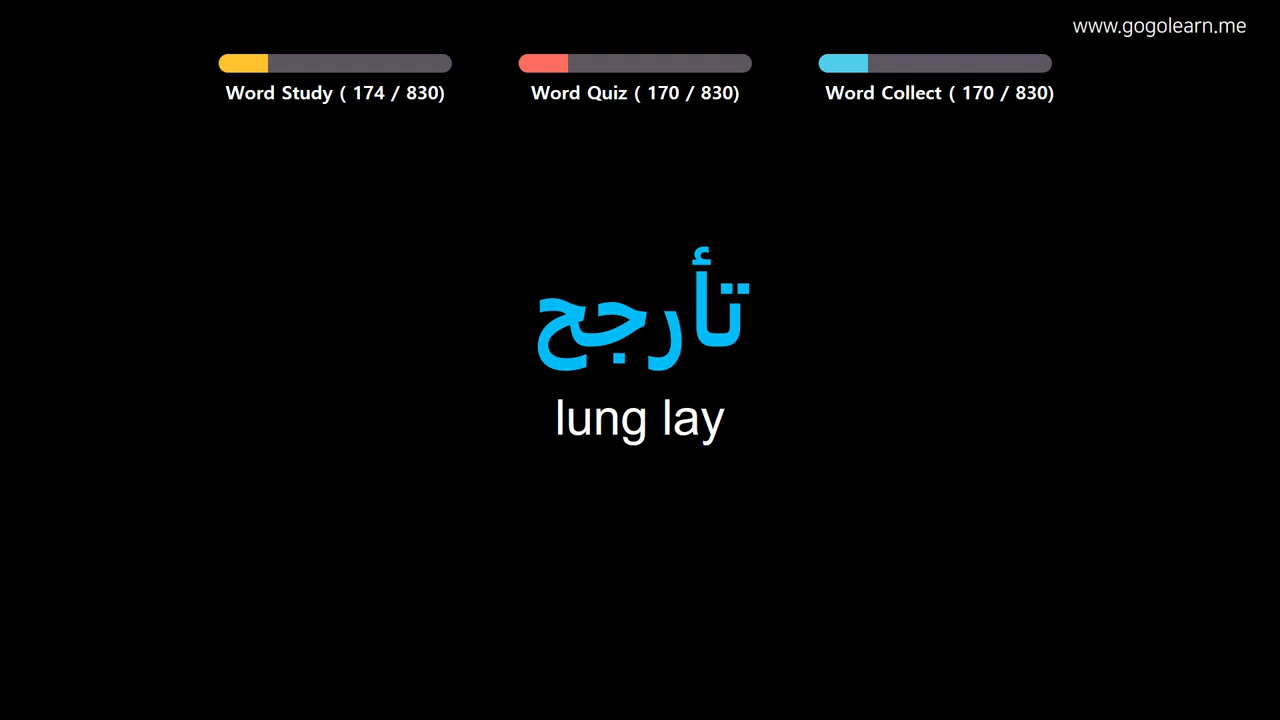 www.gogolearn.me
Word Study ( 174 / 830)
Word Quiz ( 170 / 830)
Word Collect ( 170 / 830)
تأرجح
lung lay